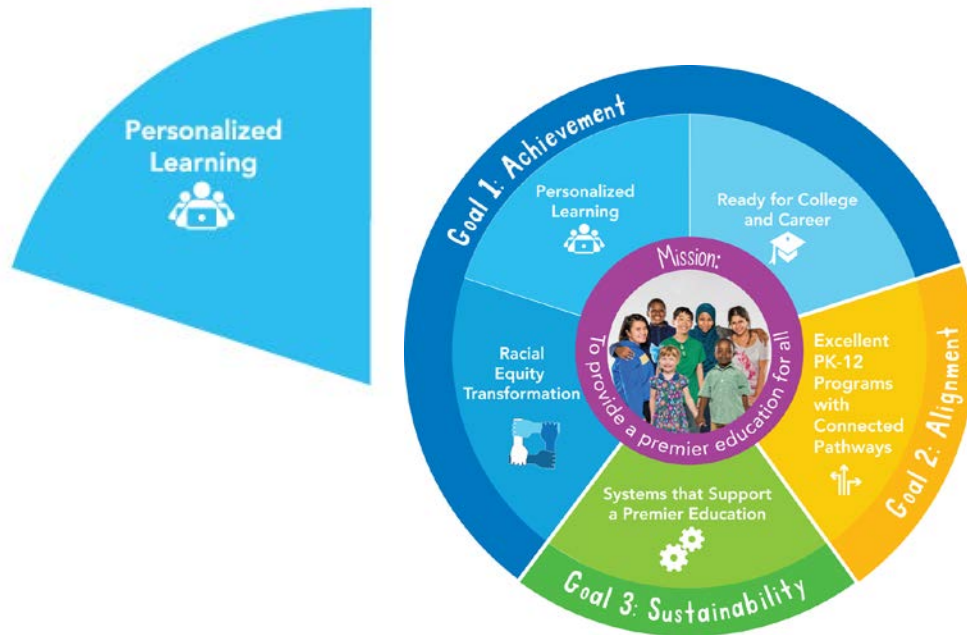 Personalized
Learning
Goal 1: Achievement
Personalized
Learning
Ready for College
and Career
Mission:
To provide a premier education for all
Racial
Equity
Transformation
Excellent
PK-12
Programs
with
Connected
Pathways
Goal 2: Alignment
Systems that Support
a Premier Education
Goal 3: Sustainability